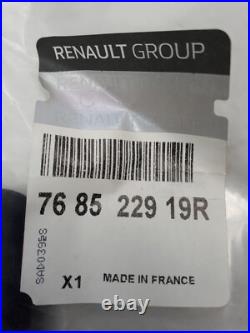 RENAULT GROUP
76 85 229 19R
X1
MADE IN FRANCE